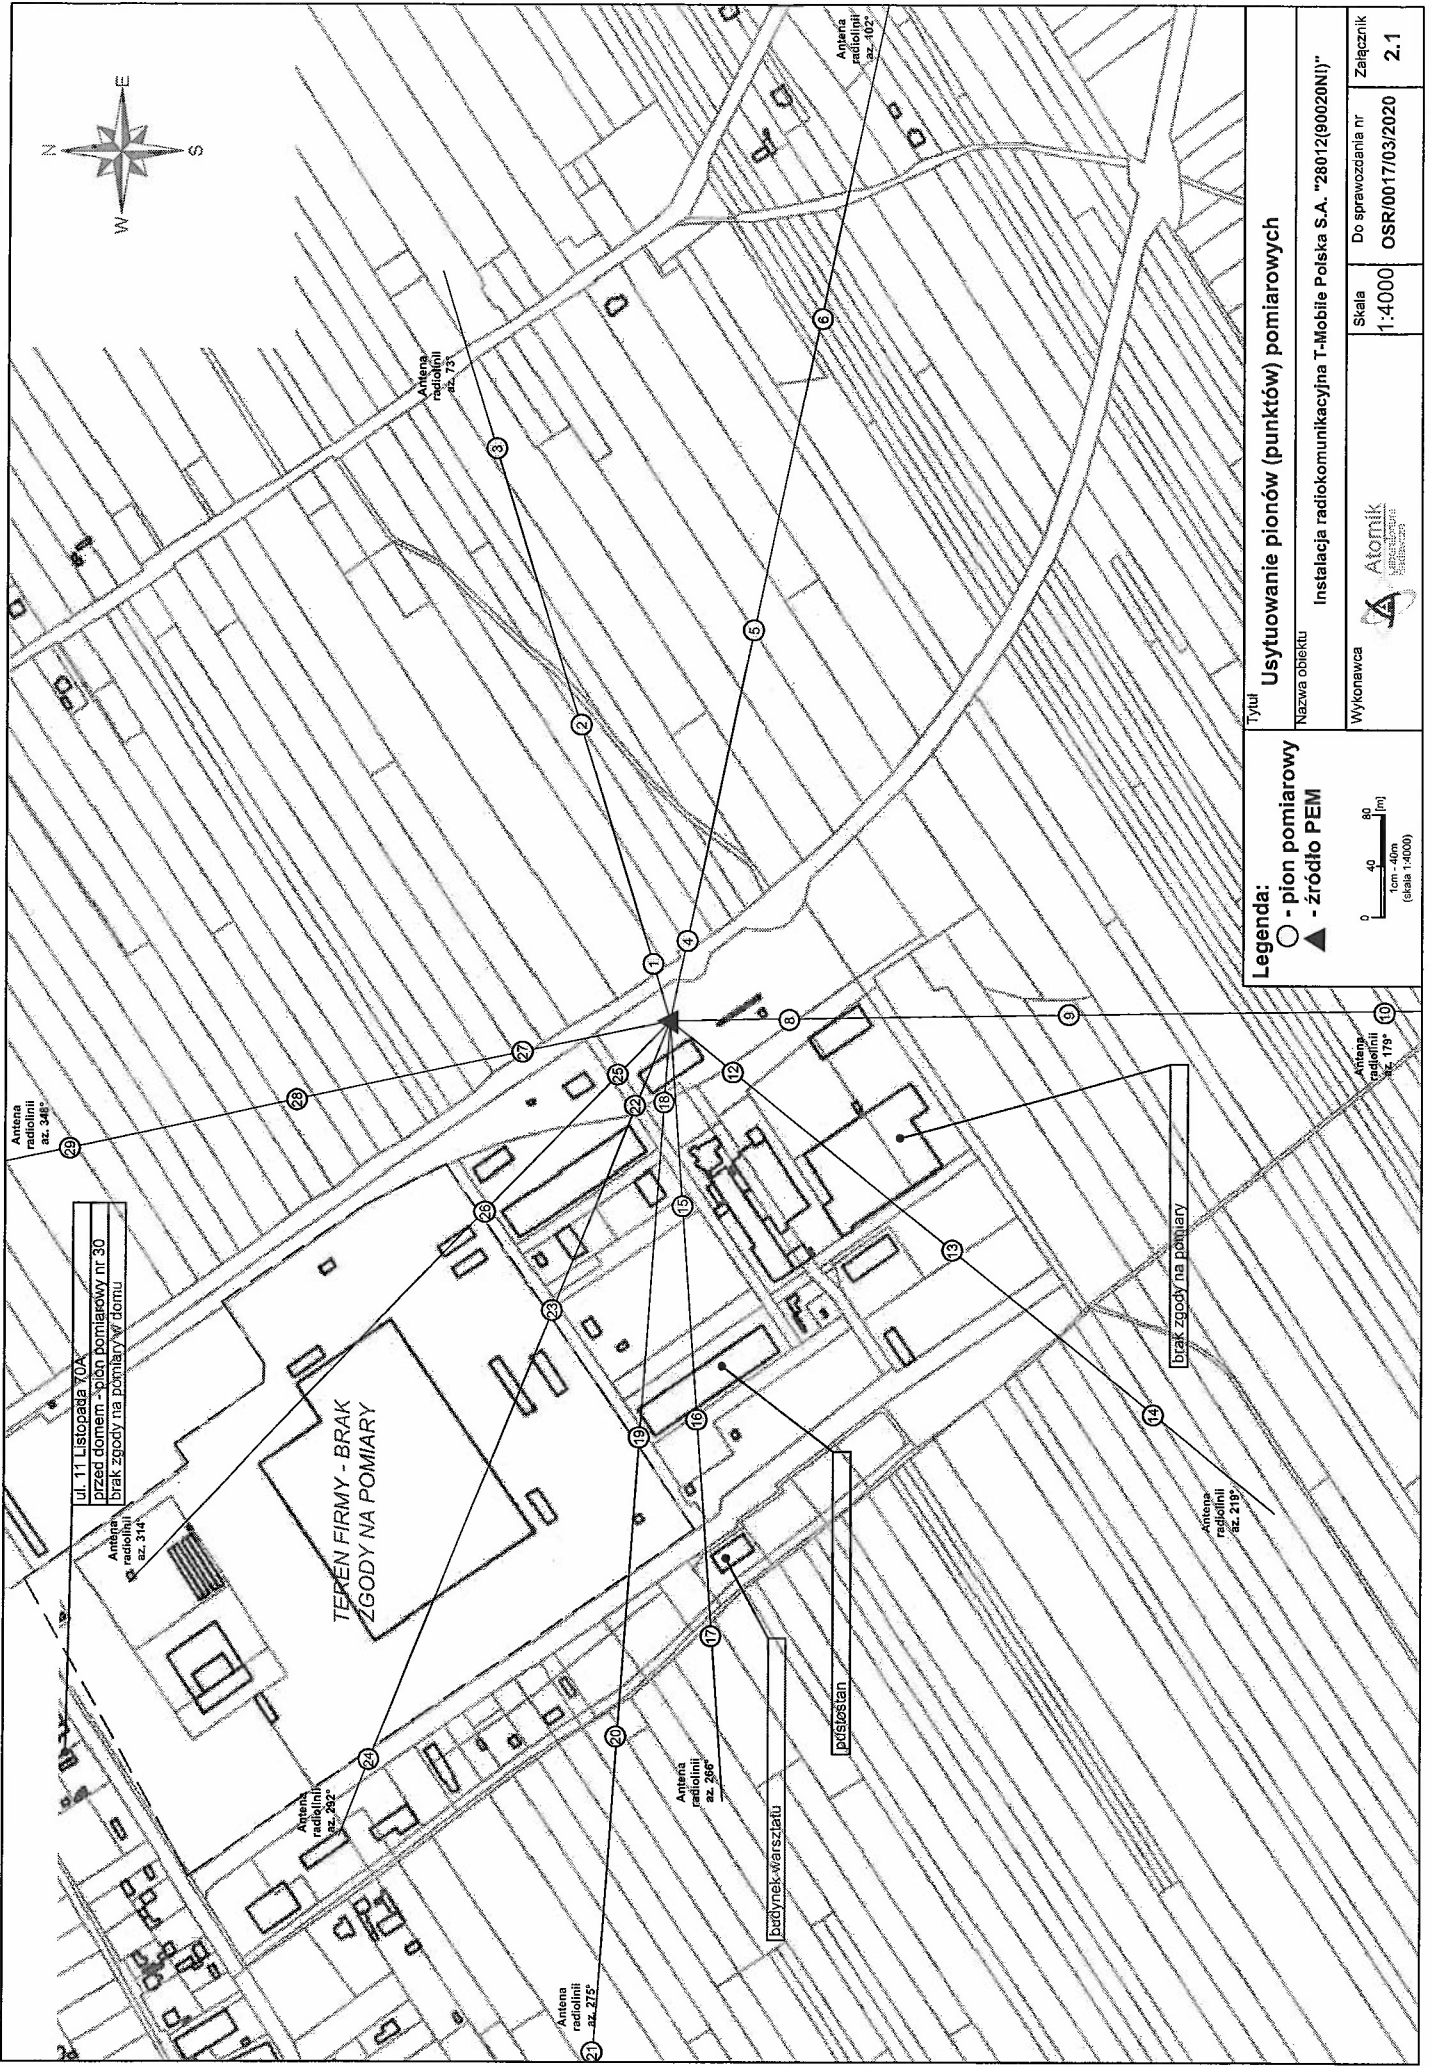 N
E
S
W
Antena
radiolinii
az. 348°
29
28
27
ul. 11 Listopada 70A
przed domem - pion pomiarowy nr 30
brak zgody na pomiary w domu
Antena
radiolinii
az. 314°
26
25
TEREN FIRMY - BRAK
ZGODY NA POMIARY
Antena
radiolinii
az. 292°
24
23
22
Antena
radiolinii
az. 275°
21
20
19
18
Antena
radiolinii
az. 266°
17
16
15
budynek warsztatu
pustostan
brak zgody na pomiary
Antena
radiolinii
az. 219°
14
13
12
Antena
radiolinii
az. 179°
10
9
8
Antena
radiolinii
az. 73°
3
2
1
Antena
radiolinii
az. 102°
6
5
4
Legenda:
- pion pomiarowy
- źródło PEM
0 40 80
[m]
1cm - 40m
(skala 1:4000)
Tytuł
Usytuowanie pionów (punktów) pomiarowych
Nazwa obiektu
Instalacja radiokomunikacyjna T-Mobile Polska S.A. "28012(90020N!)"
Wykonawca
Atomik
Skala
1:4000
Do sprawozdania nr
OSR/0017/03/2020
Załącznik
2.1